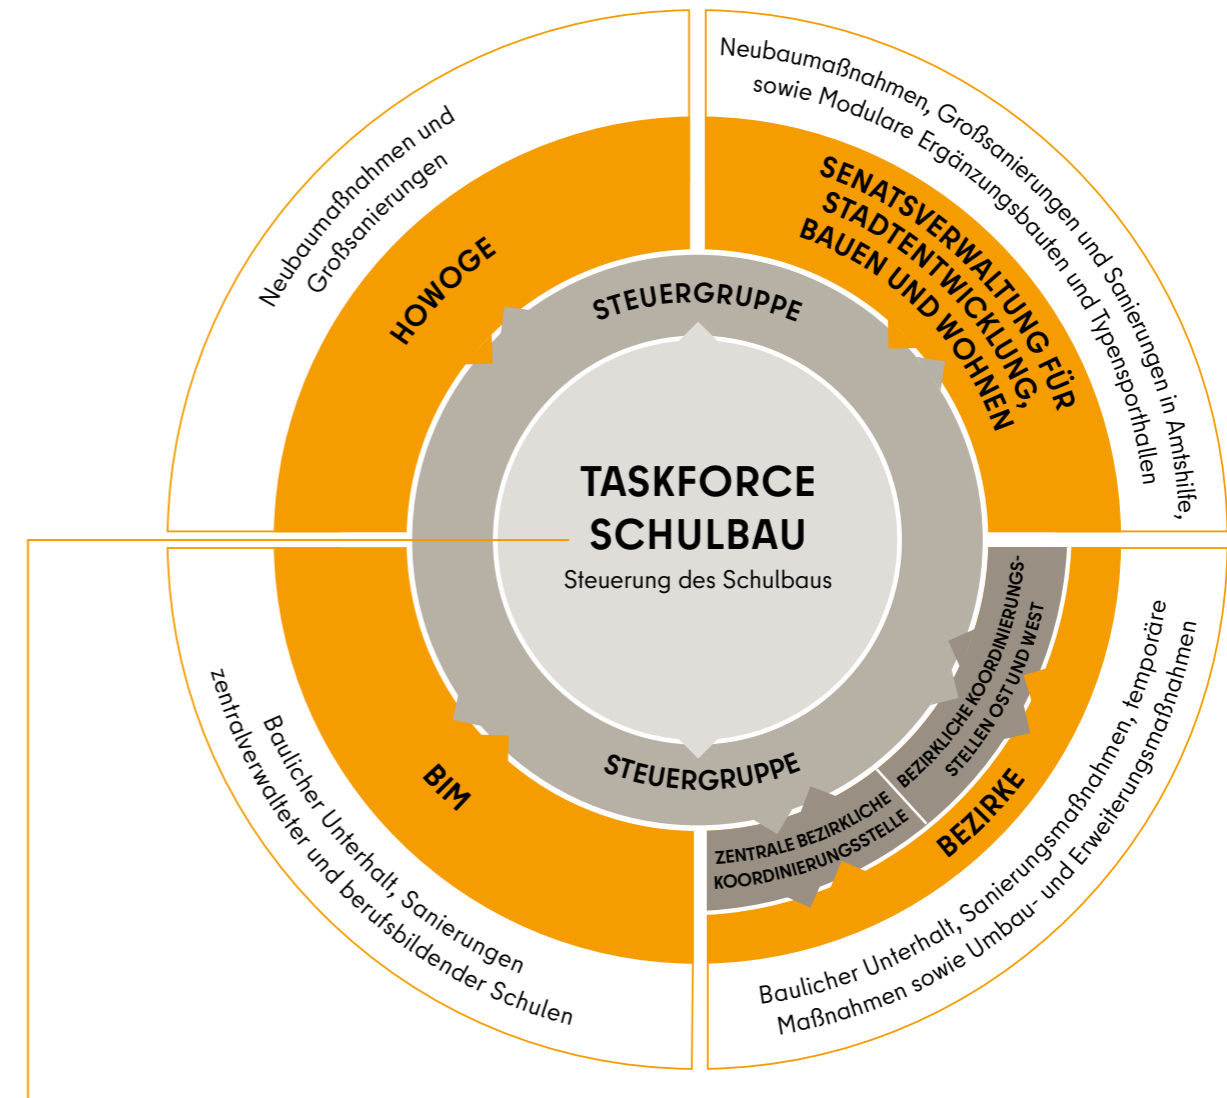 Neubaumaßnahmen und
Großsanierungen
HOWOGE
Neubaumaßnahmen, Großsanierungen und Sanierungen in Amtshilfe,
sowie Modulare Ergänzungsbauten und Typensporthallen
SENATSVERWALTUNG FÜR
STADTENTWICKLUNG,
BAUEN UND WOHNEN
STEUERGRUPPE
TASKFORCE
SCHULBAU
Steuerung des Schulbaus
STEUERGRUPPE
BIM
Baulicher Unterhalt, Sanierungen
zentralverwalteter und berufsbildender Schulen
BEZIRKLICHE KOORDINIERUNGS-
STELLEN OST UND WEST
ZENTRALE BEZIRKLICHE
KOORDINIERUNGSSTELLE
BEZIRKE
Baulicher Unterhalt, Sanierungsmaßnahmen, temporäre
Maßnahmen sowie Umbau- und Erweiterungsmaßnahmen